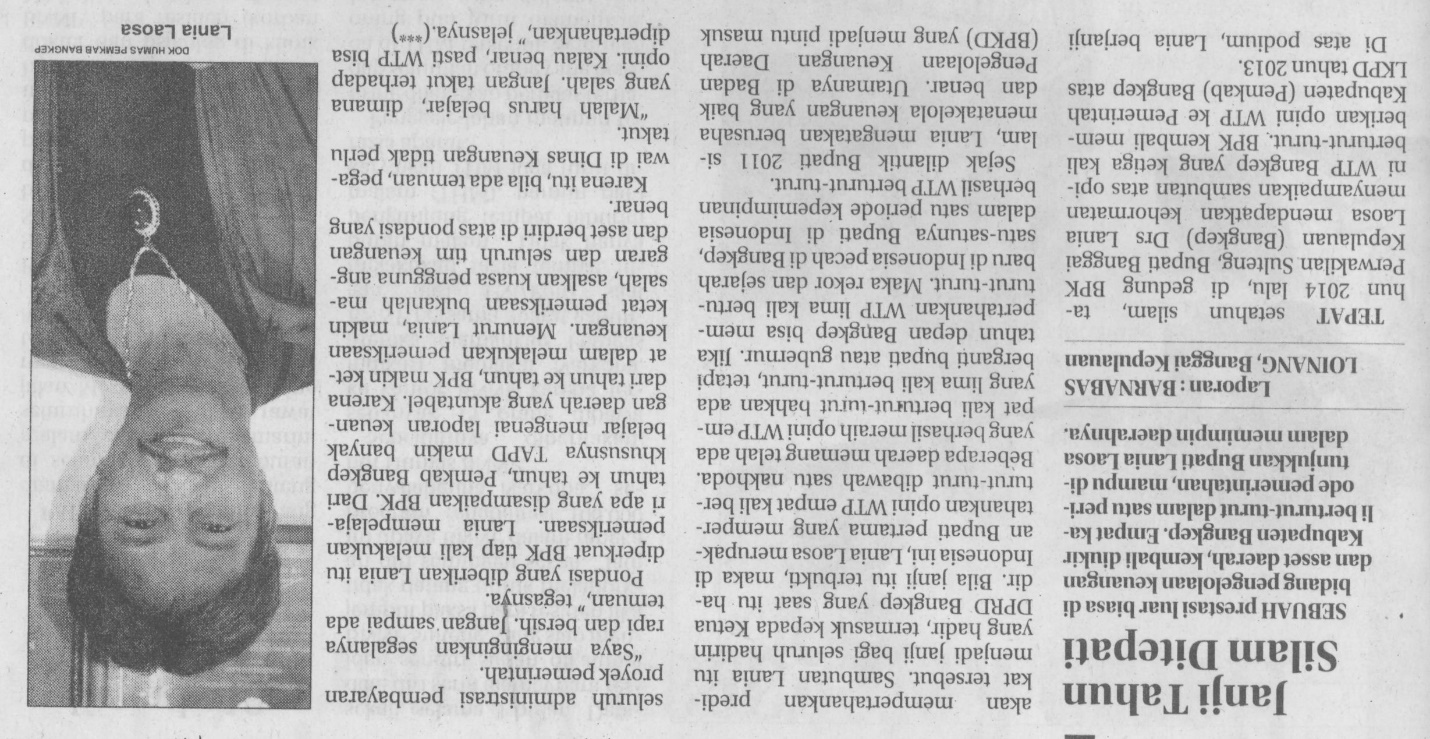 Janji Tahun
Silam Ditepati
SEBUAH prestasi luar biasa di
bidang pengelolaan keuangan
dan asset daerah, kembali diukir
Kabupaten Bangkep. Empat ka-
li berturut-turut dalam satu peri-
ode pemerintahan, mampu di-
tunjukkan Bupati Lania Laosa
dalam memimpin daerahnya.
Laporan : BARNABAS
LOINANG, Banggai Kepulauan
TEPAT setahun silam, ta-
hun 2014 lalu, di gedung BPK
Perwakilan Sulteng, Bupati Banggai
Kepulauan (Bangkep) Drs Lania
Laosa mendapatkan kehormatan
menyampaikan sambutan atas opi-
ni WTP Bangkep yang ketiga kali
berturut-turut. BPK kembali mem-
berikan opini WTP ke Pemerintah
Kabupaten (Pemkab) Bangkep atas
LKPD tahun 2013.
Di atas podium, Lania berjanji
akan mempertahankan predi-
kat tersebut. Sambutan Lania itu
menjadi janji bagi seluruh hadirin
yang hadir, termasuk kepada Ketua
DPRD Bangkep yang saat itu ha-
dir. Bila janji itu terbukti, maka di
Indonesia ini, Lania Laosa merupak-
an Bupati pertama yang memper-
tahankan opini WTP empat kali ber-
turut-turut dibawah satu nakhoda.
Beberapa daerah memang telah ada
yang berhasil meraih opini WTP em-
pat kali berturut-turut bahkan ada
yang lima kali berturut-turut, tetapi
berganti bupati atau gubernur. Jika
tahun depan Bangkep bisa mem-
pertahankan WTP lima kali bertu-
turut-turut. Maka rekor dan sejarah
baru di Indonesia pecah di Bangkep,
satu-satunya Bupati di Indonesia
dalam satu periode kepemimpinan
berhasil WTP berturut-turut.
Sejak dilantik Bupati 2011 si-
lam, Lania mengatakan berusaha
menatakelola keuangan yang baik
dan benar. Utamanya di Badan
Pengelolaan Keuangan Daerah
(BPKD) yang menjadi pintu masuk
seluruh administrasi pembayaran
proyek pemerintah.
"Saya menginginkan segalanya
rapi dan bersih. Jangan sampai ada
temuan," tegasnya.
Pondasi yang diberikan Lania itu
diperkuat BPK tiap kali melakukan
pemeriksaan. Lania mempelaja-
ri apa yang disampaikan BPK. Dari
tahun ke tahun, Pemkab Bangkep
khususnya TAPD makin banyak
belajar mengenai laporan keuan-
gan daerah yang akuntabel. Karena
dari tahun ke tahun, BPK makin ket-
at dalam melakukan pemeriksaan
keuangan. Menurut Lania, makin
ketat pemeriksaan bukanlah ma-
salah, asalkan kuasa pengguna ang-
garan dan seluruh tim keuangan
dan aset berdiri di atas pondasi yang
benar.
Karena itu, bila ada temuan, pega-
wai di Dinas Keuangan tidak perlu
takut.
"Malah harus belajar, dimana
yang salah. Jangan takut terhadap
opini. Kalau benar, pasti WTP bisa
dipertahankan," jelasnya.(***)
DOK HUMAS PEMKAB BANGKEP
Lania Laosa